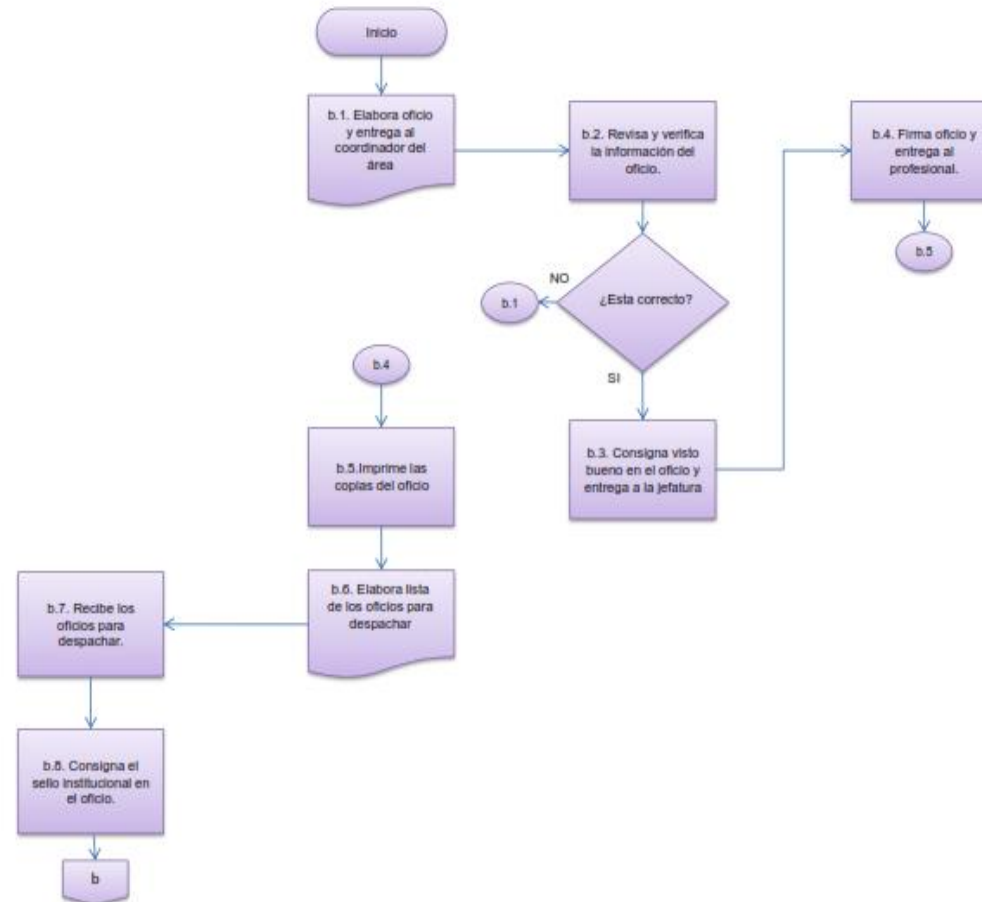 Inicio
b.1. Elabora oficio
y entrega al
coordinador del
área
b.2. Revisa y verifica
la información del
oficio.
b.4. Firma oficio y
entrega al
profesional.
b.5
¿Esta correcto?
NO
b.1
SI
b.3. Consigna visto
bueno en el oficio y
entrega a la jefatura
b.4
b.5.Imprime las
copias del oficio
b.6. Elabora lista
de los oficios para
despachar
b.7. Recibe los
oficios para
despachar.
b.8. Consigna el
sello institucional en
el oficio.
b